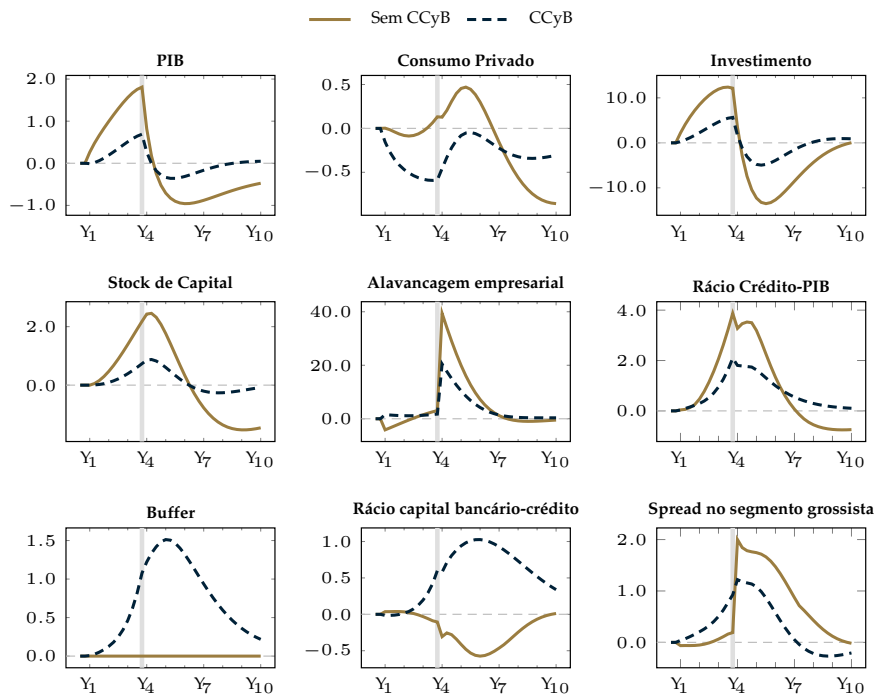 Sem CCyB CCyB
PIB Consumo Privado Investimento
2.0
1.0
0.0
−1.0
Y1 Y4 Y7 Y10
0.5
0.0
−0.5
Y1 Y4 Y7 Y10
10.0
0.0
−10.0
Y1 Y4 Y7 Y10
Stock de Capital Alavancagem empresarial Rácio Crédito-PIB
2.0
0.0
Y1 Y4 Y7 Y10
40.0
20.0
0.0
Y1 Y4 Y7 Y10
4.0
2.0
0.0
Y1 Y4 Y7 Y10
Buffer Rácio capital bancário-crédito Spread no segmento grossista
1.5
1.0
0.5
0.0
Y1 Y4 Y7 Y10
1.0
0.5
0.0
−0.5
Y1 Y4 Y7 Y10
2.0
1.0
0.0
Y1 Y4 Y7 Y10